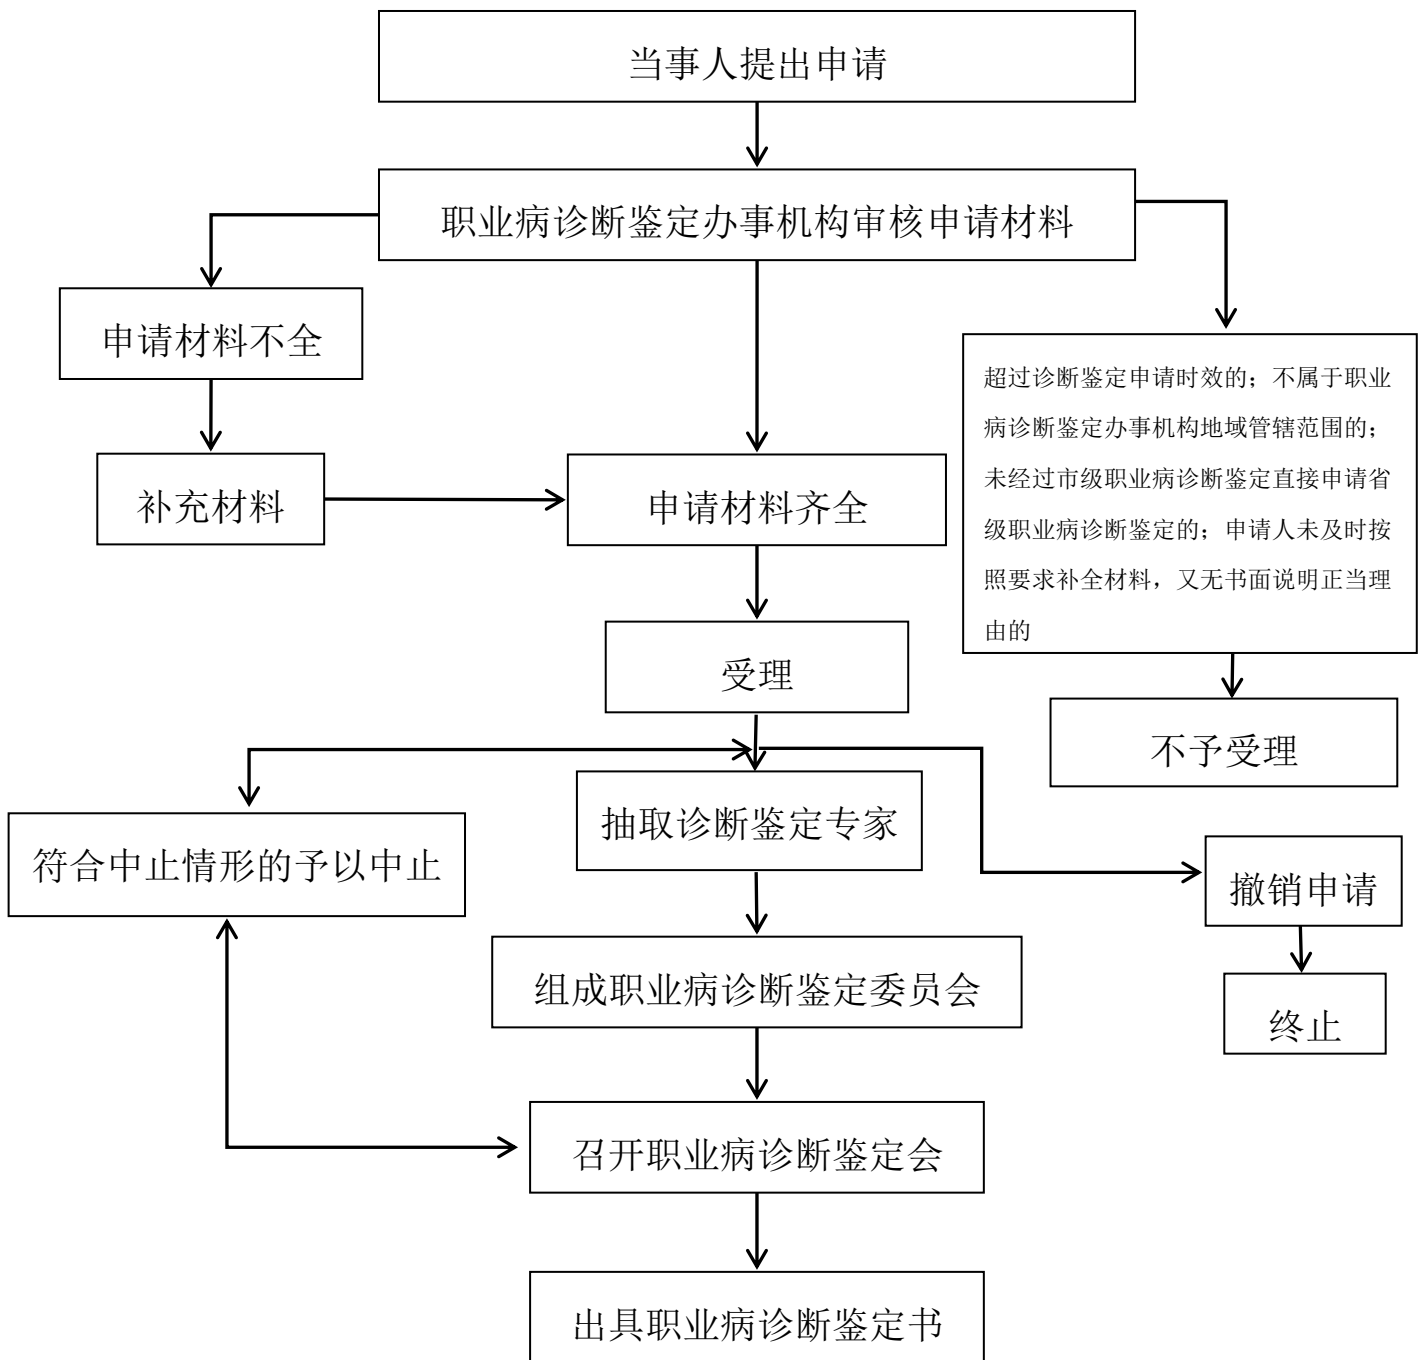 当事人提出申请
职业病诊断鉴定办事机构审核申请材料
申请材料不全
超过诊断鉴定申请时效的；不属于职业
病诊断鉴定办事机构地域管辖范围的；
未经过市级职业病诊断鉴定直接申请省
级职业病诊断鉴定的；申请人未及时按
照要求补全材料，又无书面说明正当理
由的
补充材料
申请材料齐全
受理
不予受理
抽取诊断鉴定专家
符合中止情形的予以中止
撤销申请
组成职业病诊断鉴定委员会
终止
召开职业病诊断鉴定会
出具职业病诊断鉴定书